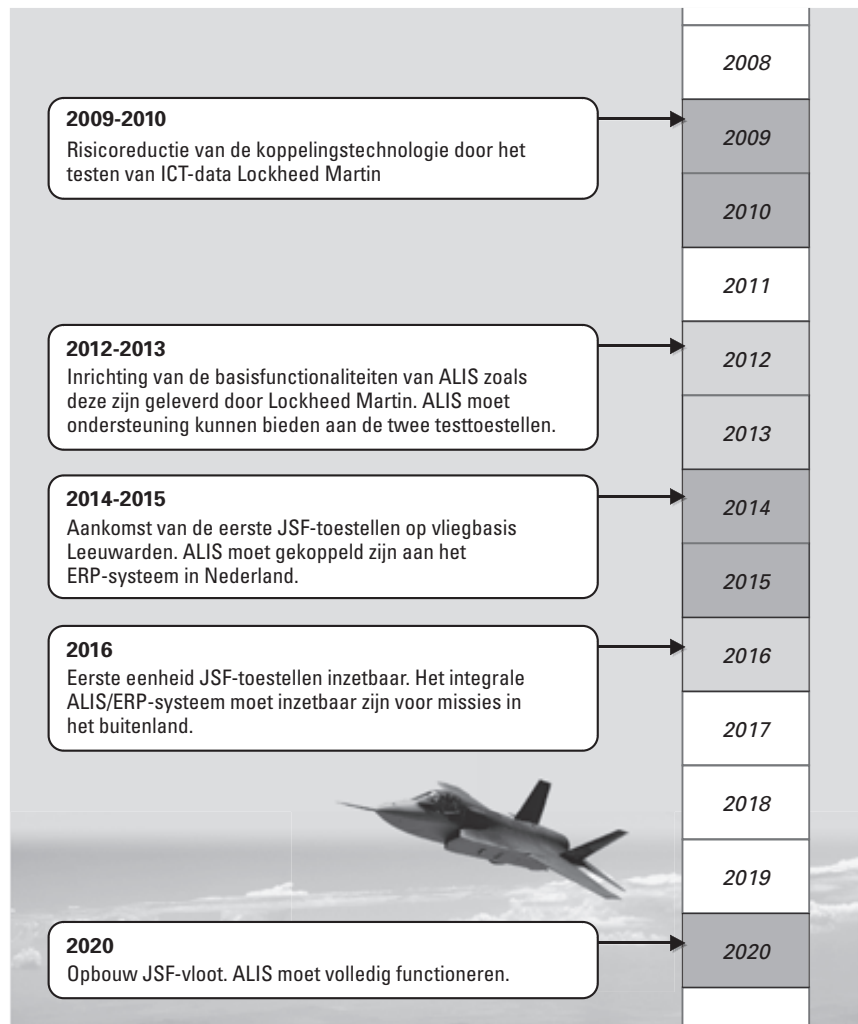 2008
2009-2010
Risicoreductie van de koppelingstechnologie door het
testen van ICT-data Lockheed Martin
2009
2010
2011
2012-2013
Inrichting van de basisfunctionaliteiten van ALIS zoals
deze zijn geleverd door Lockheed Martin. ALIS moet
ondersteuning kunnen bieden aan de twee testtoestellen.
2012
2013
2014-2015
Aankomst van de eerste JSF-toestellen op vliegbasis
Leeuwarden. ALIS moet gekoppeld zijn aan het
ERP-systeem in Nederland.
2014
2015
2016
Eerste eenheid JSF-toestellen inzetbaar. Het integrale
ALIS/ERP-systeem moet inzetbaar zijn voor missies in
het buitenland.
2016
2017
2018
2019
2020
Opbouw JSF-vloot. ALIS moet volledig functioneren.
2020